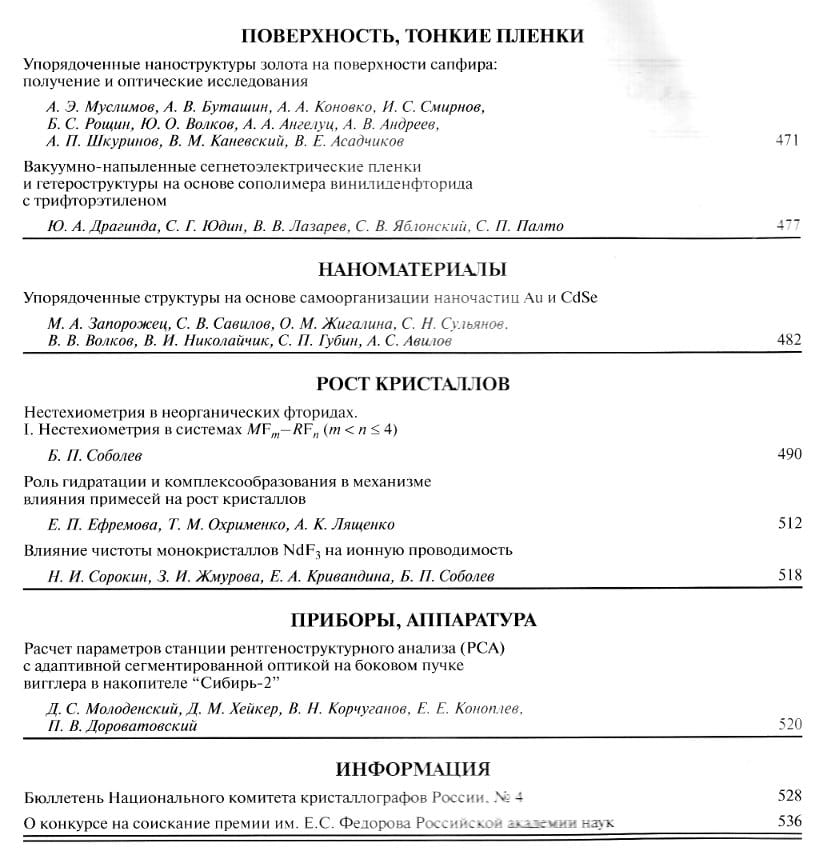 ПОВЕРХНОСТЬ, ТОНКИЕ ПЛЕНКИ
Упорядоченные наноструктуры золота на поверхности сапфира:
получение и оптические исследования
А. Э. Муслимов, А. В. Буташин, А. А. Коновко, И. С. Смирнов,
Б. С. Рощин, Ю. О. Волков, А. А. Ангелуц, А. В. Андреев,
А. П. Шкуринов, В. М. Каневский, В. Е. Асадчиков 471
Вакуумно-напыленные сегнетоэлектрические пленки
и гетероструктуры на основе сополимера винилиденфторида
с трифторэтиленом
Ю. А. Драгинда, С. Г. Юдин, В. В. Лазарев, С. В. Яблонский, С. П. Палто 477
НАНОМАТЕРИАЛЫ
Упорядоченные структуры на основе самоорганизации наночастиц Au и CdSe
М. А. Запорожец, С. В. Савилов, О. М. Жигалина, С. Н. Сульянов,
В. В. Волков, В. И. Николайчик, С. П. Губин, А. С. Авилов 482
РОСТ КРИСТАЛЛОВ
Нестехиометрия в неорганических фторидах.
I. Нестехиометрия в системах MFₘ–RFₙ (m < n ≤ 4)
Б. П. Соболев 490
Роль гидратации и комплексообразования в механизме
влияния примесей на рост кристаллов
Е. П. Ефремова, Т. М. Охрименко, А. К. Лященко 512
Влияние чистоты монокристаллов NdF₃ на ионную проводимость
Н. И. Сорокин, З. И. Жмурова, Е. А. Кривандина, Б. П. Соболев 518
ПРИБОРЫ, АППАРАТУРА
Расчет параметров станции рентгеноструктурного анализа (РСА)
с адаптивной сегментированной оптикой на боковом пучке
вигглера в накопителе “Сибирь-2”
Д. С. Молоденский, Д. М. Хейкер, В. Н. Корчуганов, Е. Е. Коноплев,
П. В. Дороватовский 520
ИНФОРМАЦИЯ
Бюллетень Национального комитета кристаллографов России, № 4 528
О конкурсе на соискание премии им. Е.С. Федорова Российской академии наук 536